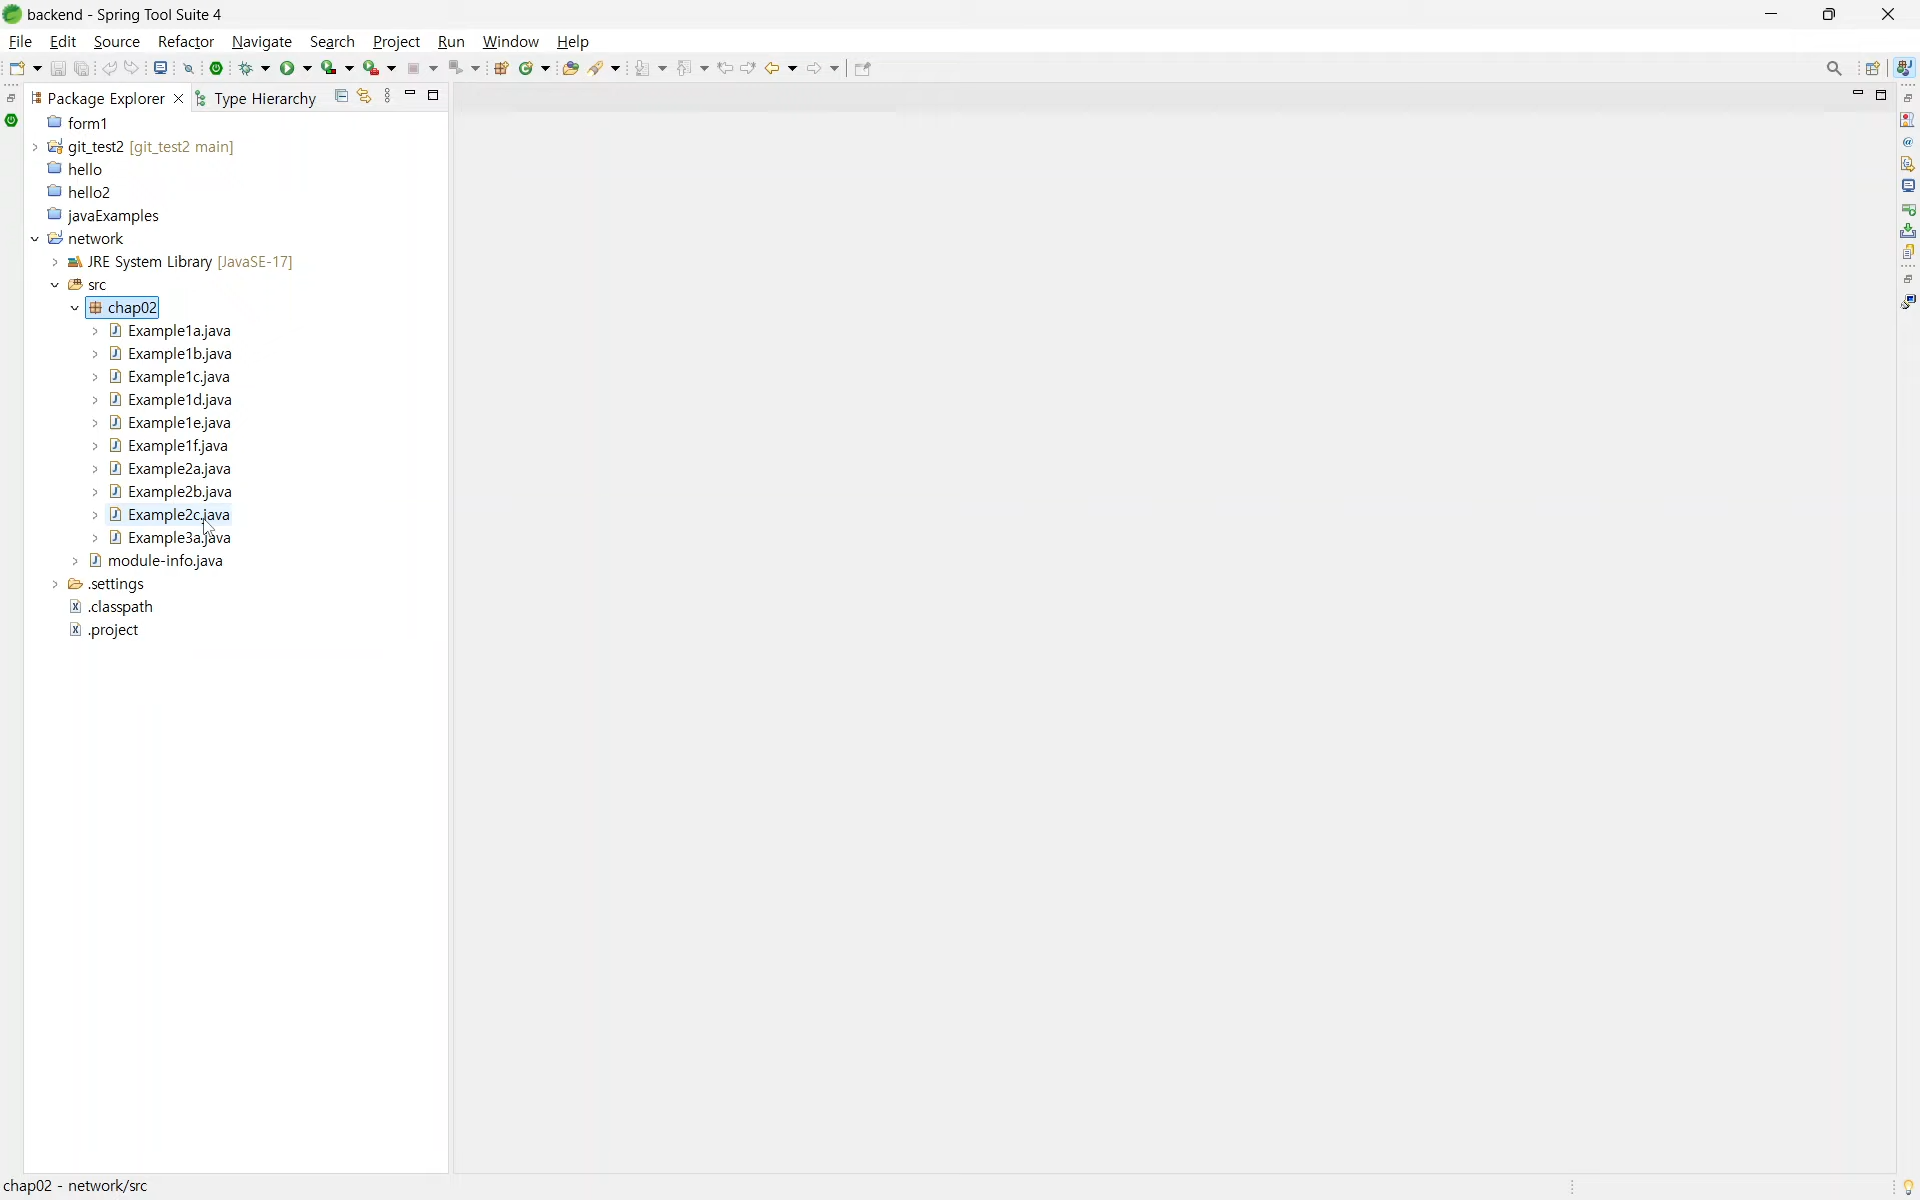 backend - Spring Tool Suite 4
File Edit Source Refactor Navigate Search Project Run Window Help
Package Explorer Type Hierarchy
form1
git_test2 [git_test2 main]
hello
hello2
javaExamples
network
JRE System Library [JavaSE-17]
src
chap02
Example1a.java
Example1b.java
Example1c.java
Example1d.java
Example1e.java
Example1f.java
Example2a.java
Example2b.java
Example2c.java
Example3a.java
module-info.java
.settings
.classpath
.project
chap02 - network/src